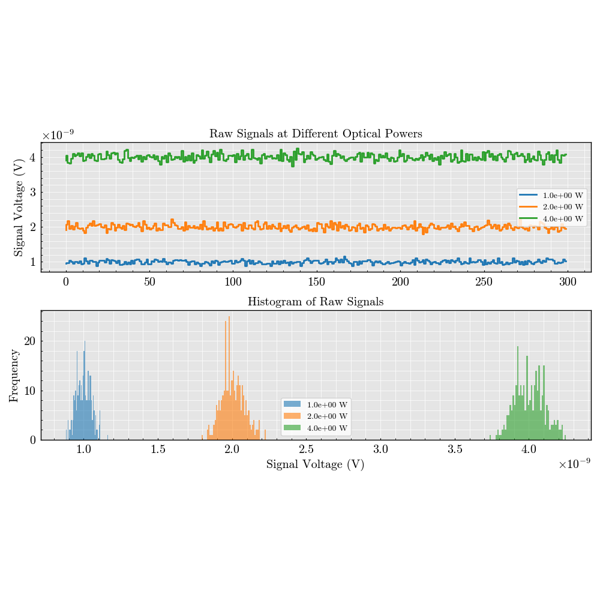 Raw Signals at Different Optical Powers
×10⁻⁹
Signal Voltage (V)
4
3
2
1
1.0e+00 W
2.0e+00 W
4.0e+00 W
0 50 100 150 200 250 300
Histogram of Raw Signals
Frequency
20
10
0
1.0e+00 W
2.0e+00 W
4.0e+00 W
1.0 1.5 2.0 2.5 3.0 3.5 4.0
Signal Voltage (V)
×10⁻⁹